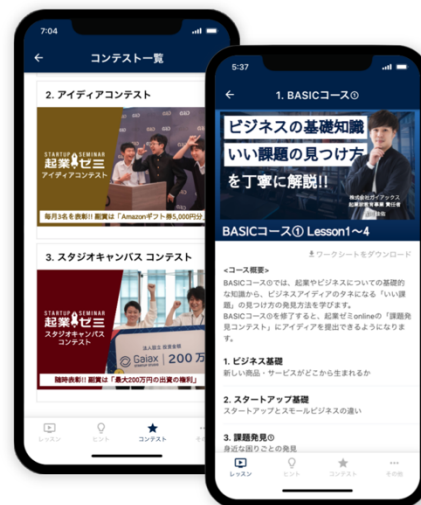 7:04
コンテスト一覧
2. アイディアコンテスト
STARTUP SEMINAR
起業ゼミ
アイディアコンテスト
毎月3名を表彰!! 副賞は「Amazonギフト券5,000円分」
3. スタジオキャンパス コンテスト
STARTUP SEMINAR
起業ゼミ
スタジオキャンパス
コンテスト
Gaiax
200万
随時表彰!! 副賞は「最大200万円の出資の権利」
レッスン
ヒント
コンテスト
その他
5:37
1. BASICコース①
ビジネスの基礎知識
いい課題の見つけ方
を丁寧に解説!!
株式会社ガイアックス
BASICコース① Lesson1〜4
ワークシートをダウンロード
<コース概要>
BASICコース①では、起業やビジネスについての基礎的
な知識から、ビジネスアイディアのタネになる「いい課
題」の発見方法を学びます。
BASICコース①を修了すると、起業ゼミonlineの「課題発
見コンテスト」にアイディアを提出できるようになりま
す。
1. ビジネス基礎
新しい商品・サービスがどこから生まれるか
2. スタートアップ基礎
スタートアップとスモールビジネスの違い
3. 課題発見①
身近な困りごとの発見
レッスン
ヒント
コンテスト
その他